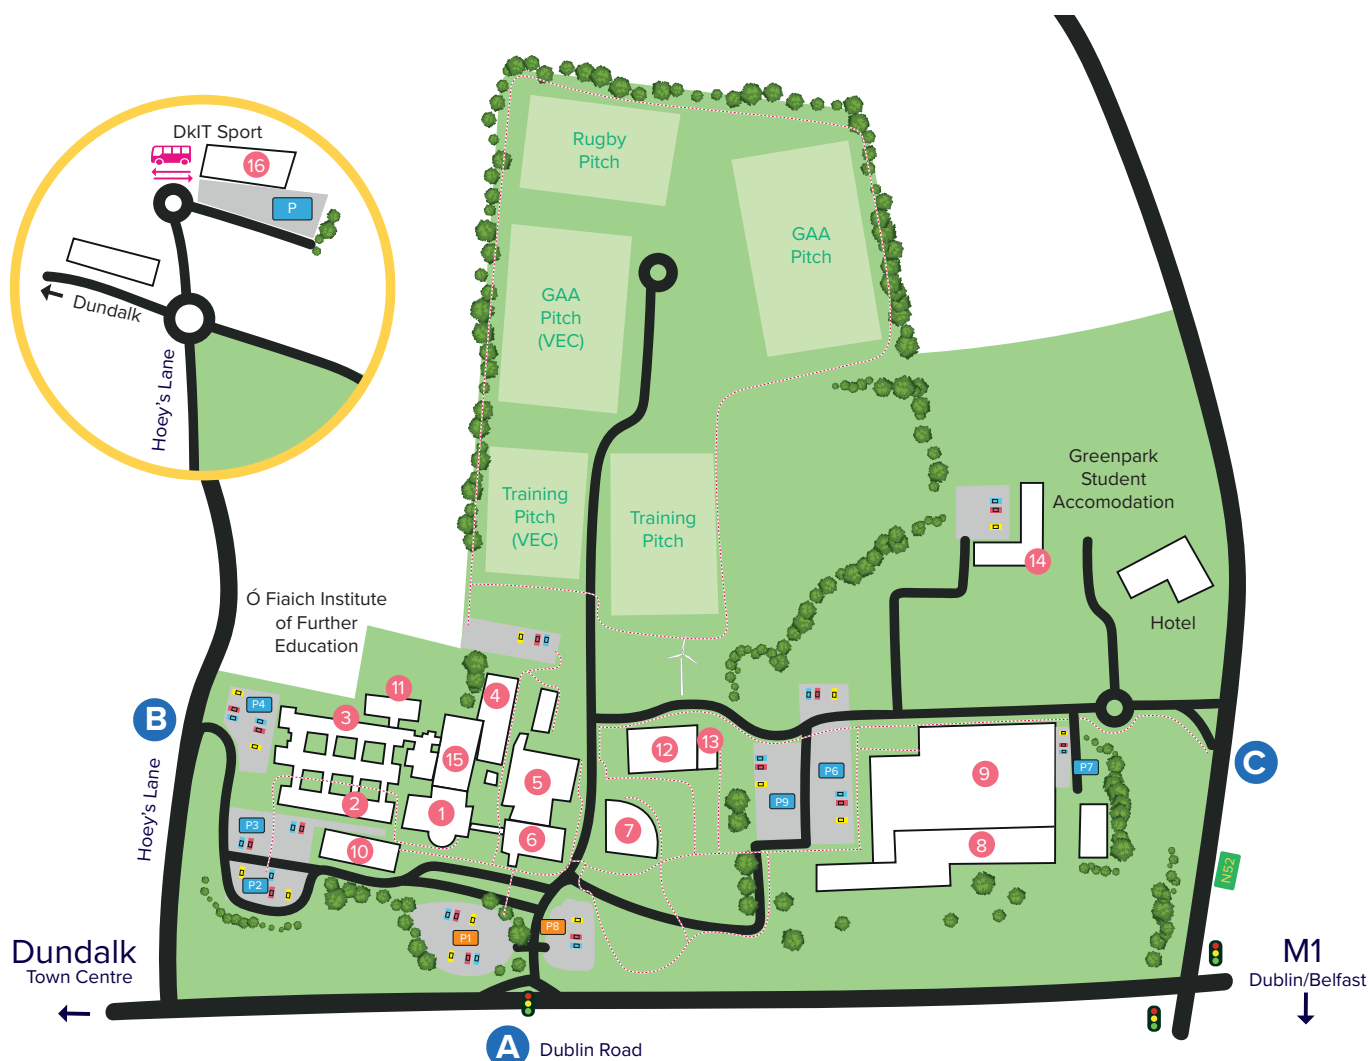 DkIT Sport
16
P
Dundalk
Hoey's Lane
Rugby
Pitch
GAA
Pitch
GAA
Pitch
(VEC)
Training
Pitch
(VEC)
Training
Pitch
Greenpark
Student
Accomodation
14
Hotel
Ó Fiaich Institute
of Further
Education
11
4
B
P4
3
15
5
12
13
9
C
P6
P7
P9
2
1
6
7
8
P3
10
P2
Hoey's Lane
N52
P1
P8
Dundalk
Town Centre
M1
Dublin/Belfast
A
Dublin Road